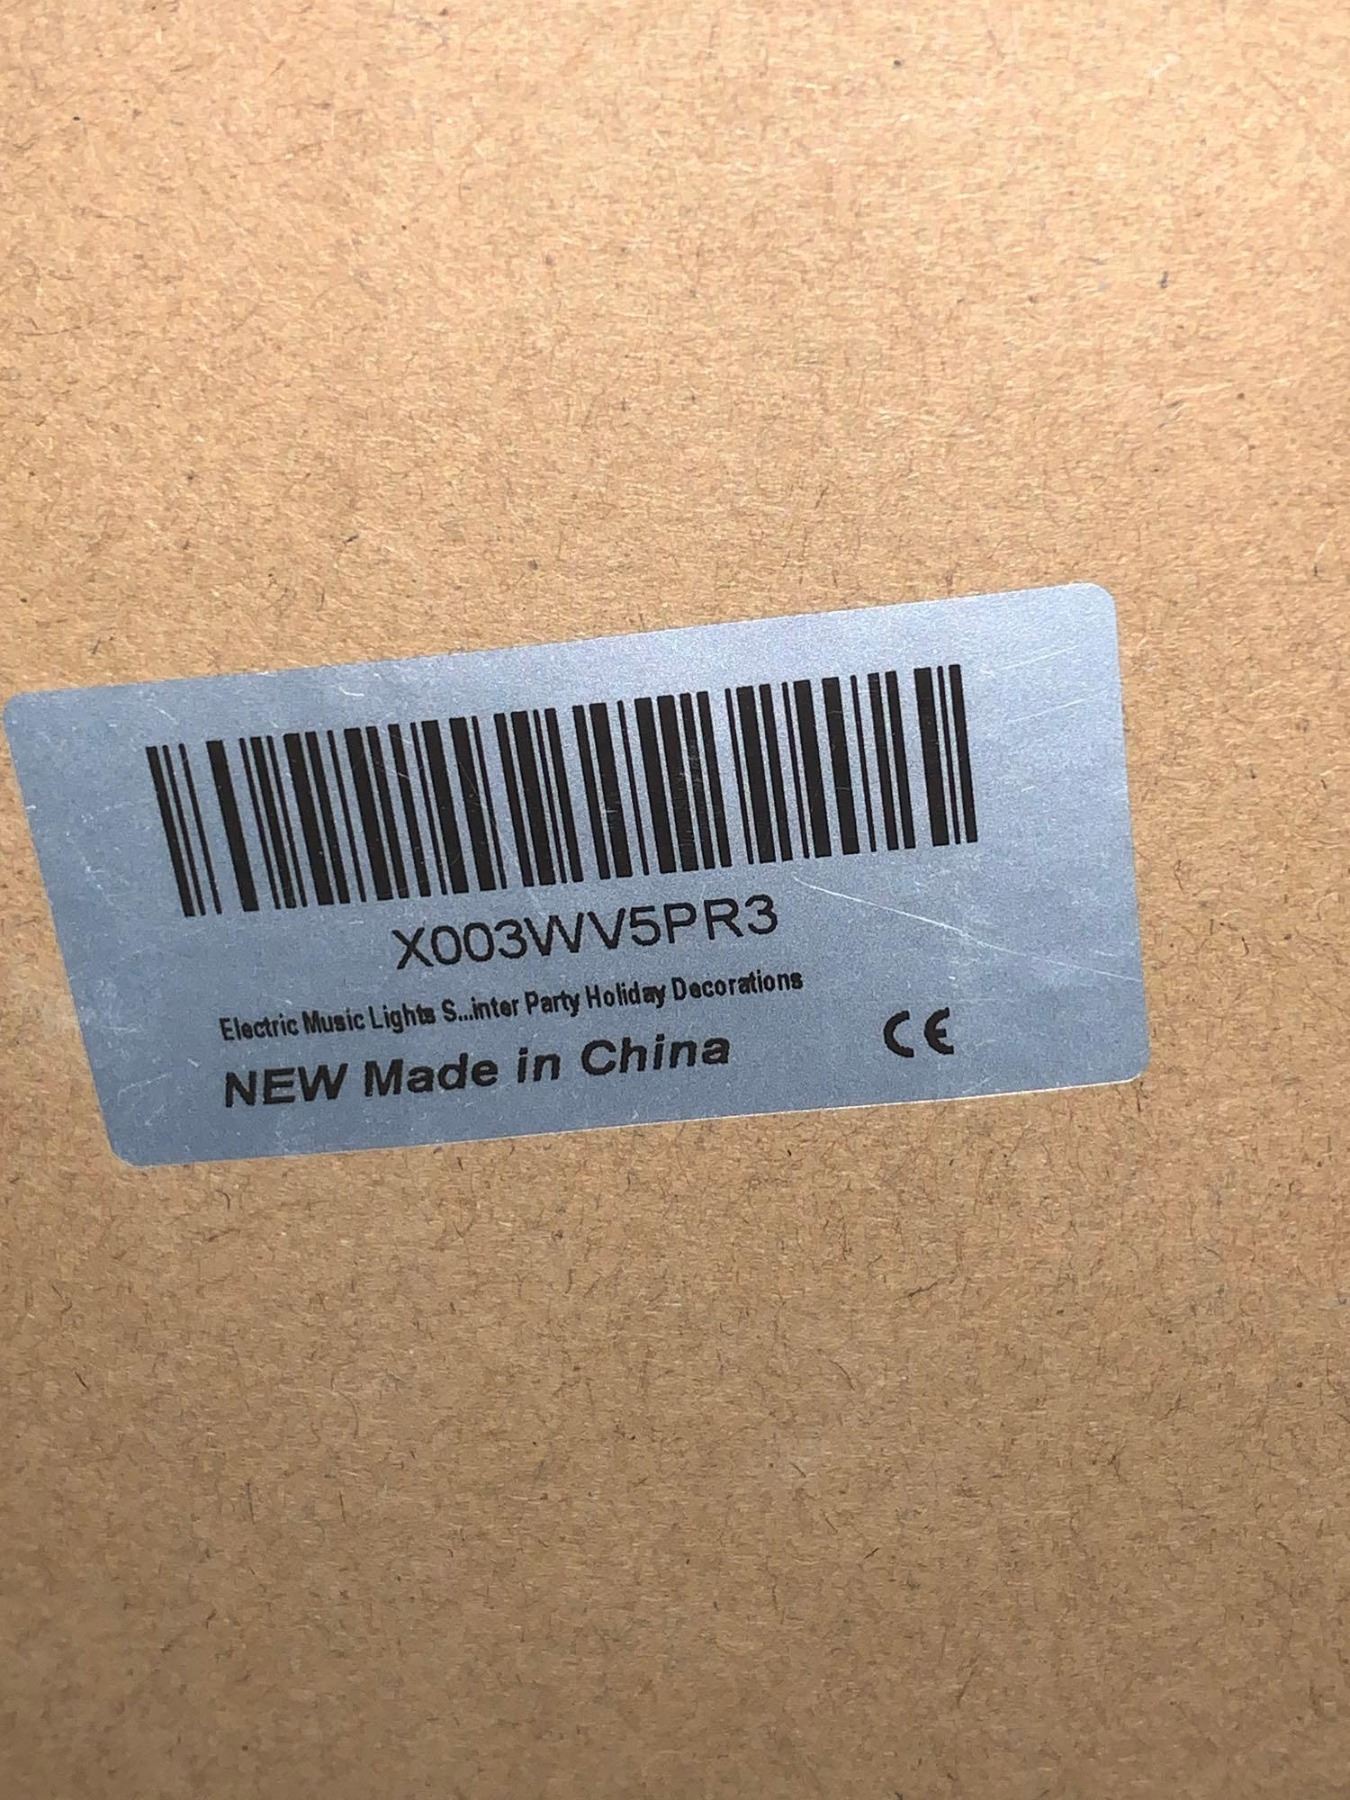 X003WV5PR3
Electric Music Lights S...inter Party Holiday Decorations
NEW Made in China
CE